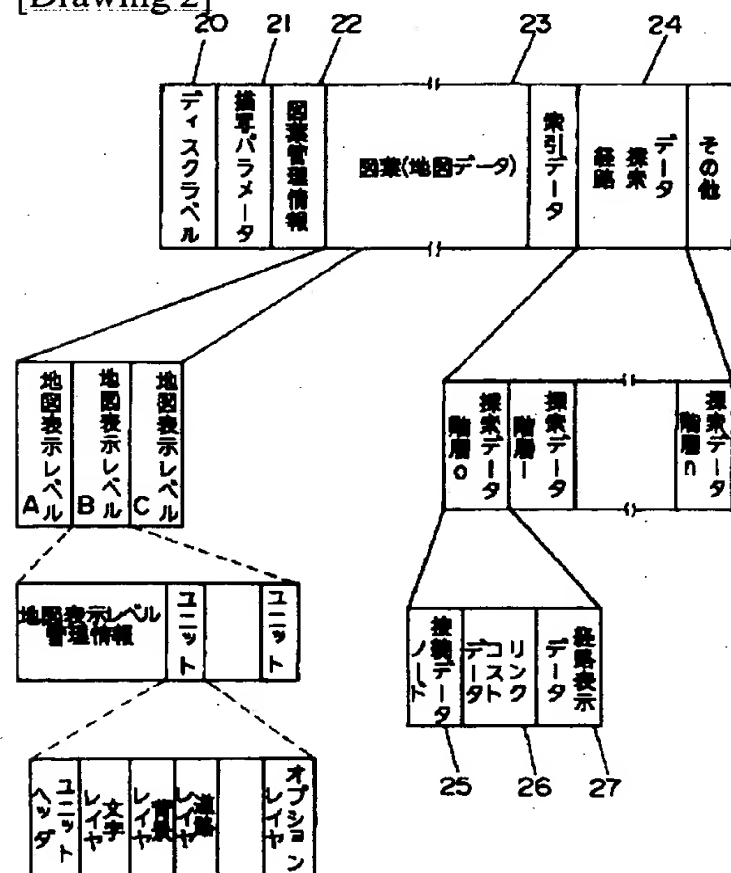 [Drawing 2]
20 21 22 23 24
ディスクラベル
描写パラメータ
図葉管理情報
図葉(地図データ)
索引データ
経路
探索
データ
その他
地図表示レベル
A
地図表示レベル
B
地図表示レベル
C
探索データ
階層0
探索データ
階層1
探索データ
階層n
地図表示レベル
管理情報
ユニット
ユニット
接続データ
ノード
リンク
コスト
データ
経路表示
データ
25 26 27
ユニット
ヘッダ
文字
レイヤ
背景
レイヤ
道路
レイヤ
オプション
レイヤ